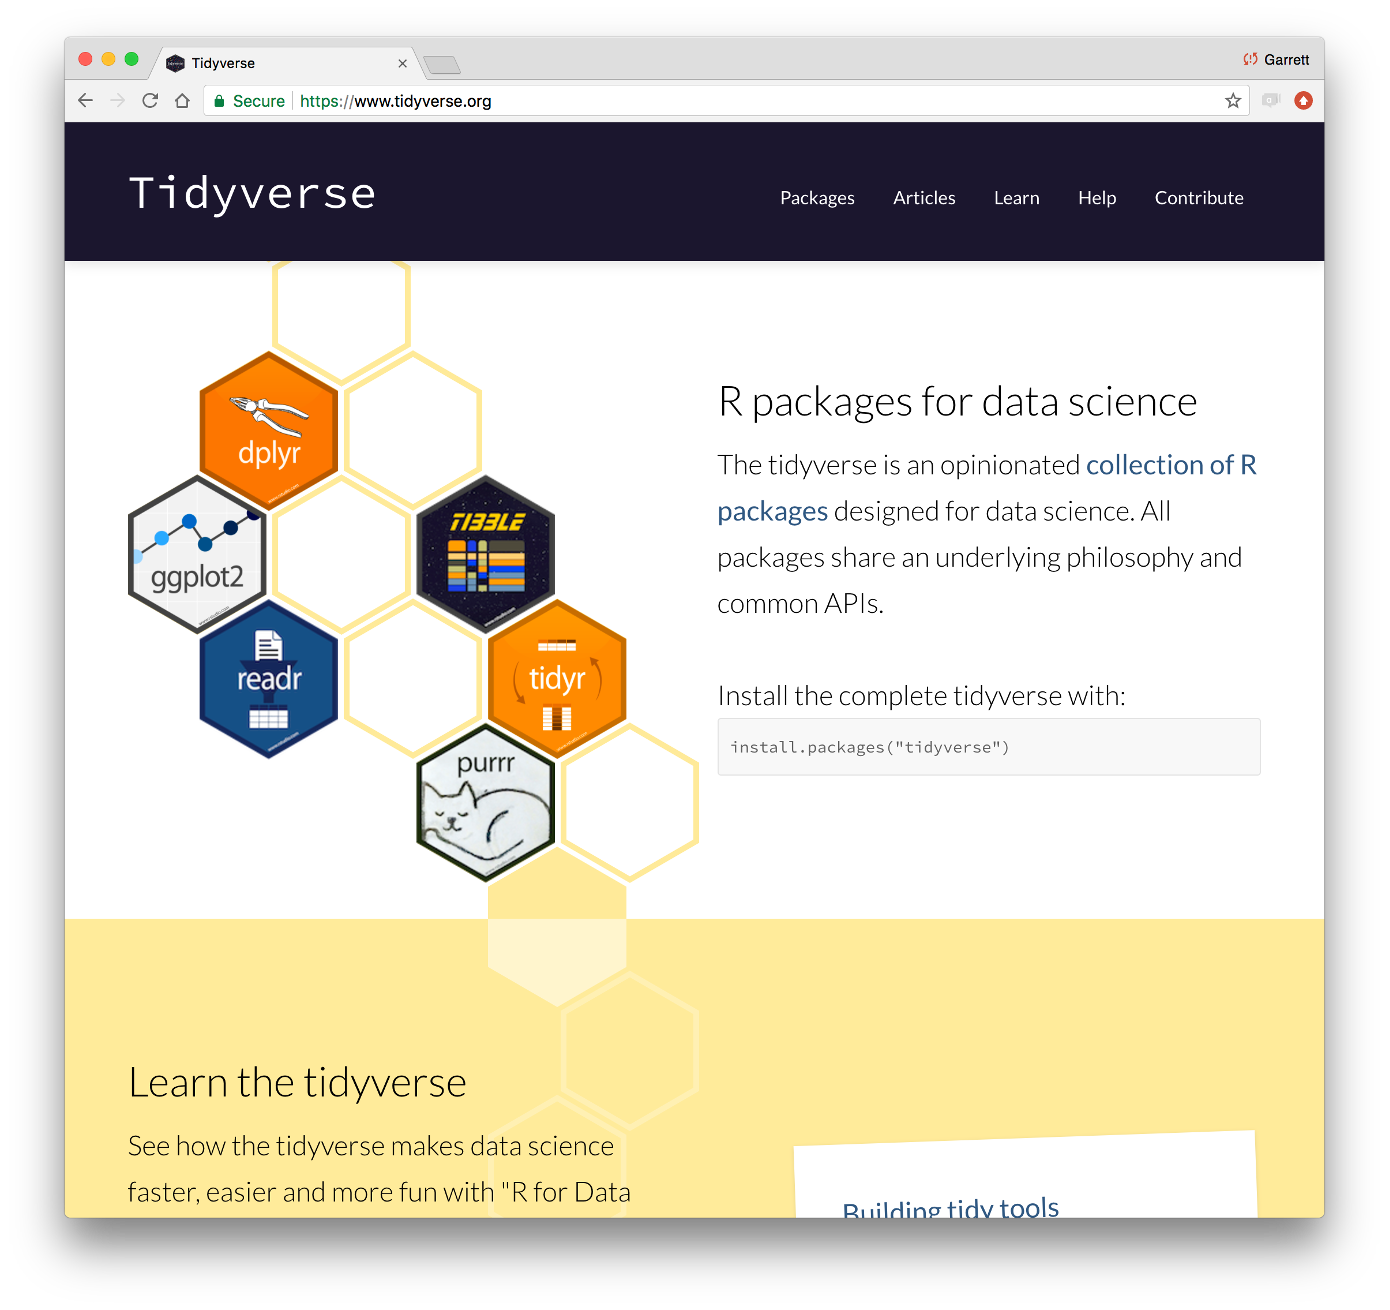 Tidyverse
Garrett
Secure https://www.tidyverse.org
Tidyverse
Packages Articles Learn Help Contribute
dplyr
ggplot2
TIBBLE
readr
tidyr
purrr
R packages for data science
The tidyverse is an opinionated collection of R
packages designed for data science. All
packages share an underlying philosophy and
common APIs.
Install the complete tidyverse with:
install.packages("tidyverse")
Learn the tidyverse
See how the tidyverse makes data science
faster, easier and more fun with "R for Data
Building tidy tools